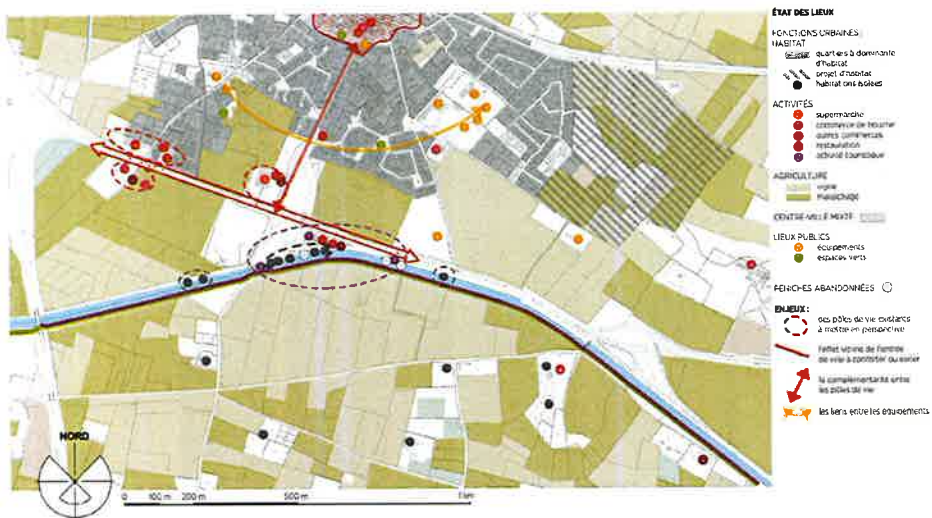 ÉTAT DES LIEUX
FONCTIONS URBAINES
HABITAT
quartiers à dominante
d'habitat
projet d'habitat
habitations isolées
ACTIVITÉS
supermarché
commerce de bouche
autres commerces
restauration
activité touristique
AGRICULTURE
vigne
maraîchage
CENTRE-VILLE MIXTE
LIEUX PUBLICS
équipements
espaces verts
PÉNICHES ABANDONNÉES
ENJEUX :
des pôles de vie existants
à mettre en perspective
l'effet vitrine de l'entrée
de ville à conforter ou créer
la complémentarité entre
les pôles de vie
les liens entre les équipements
NORD
0 100 m 200 m 500 m 1 km